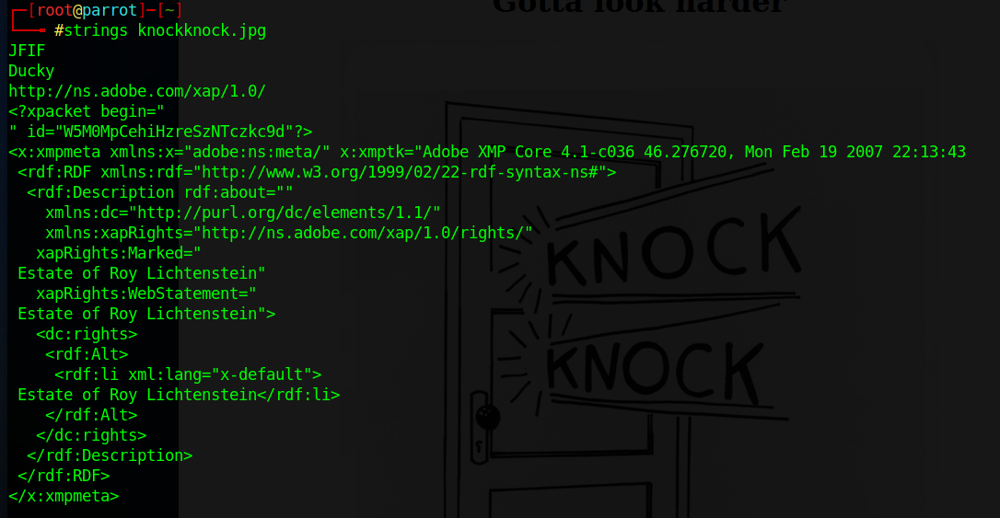 Gotta look harder
┌─[root@parrot]─[~]
└──╼ #strings knockknock.jpg
JFIF
Ducky
http://ns.adobe.com/xap/1.0/
<?xpacket begin="
" id="W5M0MpCehiHzreSzNTczkc9d"?>
<x:xmpmeta xmlns:x="adobe:ns:meta/" x:xmptk="Adobe XMP Core 4.1-c036 46.276720, Mon Feb 19 2007 22:13:43
 <rdf:RDF xmlns:rdf="http://www.w3.org/1999/02/22-rdf-syntax-ns#">
  <rdf:Description rdf:about=""
    xmlns:dc="http://purl.org/dc/elements/1.1/"
    xmlns:xapRights="http://ns.adobe.com/xap/1.0/rights/"
   xapRights:Marked="
 Estate of Roy Lichtenstein"
   xapRights:WebStatement="
 Estate of Roy Lichtenstein">
   <dc:rights>
    <rdf:Alt>
     <rdf:li xml:lang="x-default">
 Estate of Roy Lichtenstein</rdf:li>
    </rdf:Alt>
   </dc:rights>
  </rdf:Description>
 </rdf:RDF>
</x:xmpmeta>
KNOCK
KNOCK